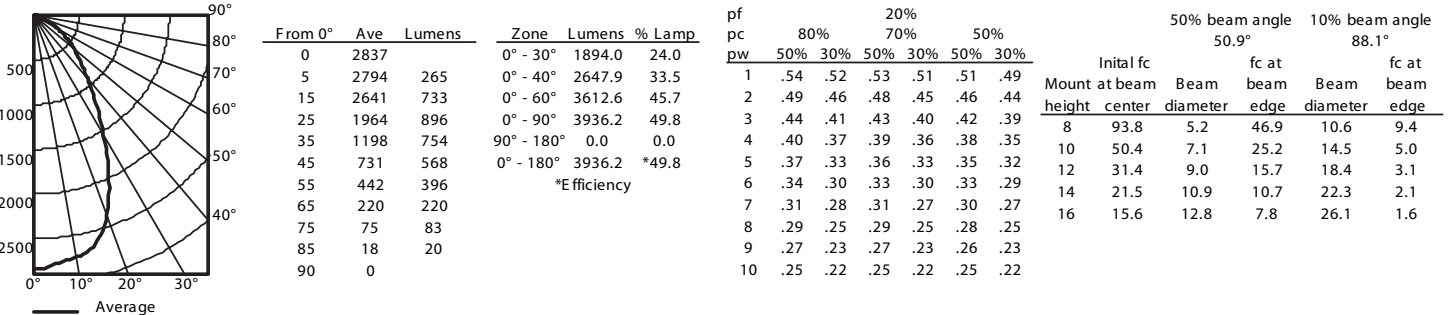 90°
80°
70°
60°
50°
40°
500
1000
1500
2000
2500
0° 10° 20° 30°
Average
From 0° Ave Lumens
0 2837
5 2794 265
15 2641 733
25 1964 896
35 1198 754
45 731 568
55 442 396
65 220 220
75 75 83
85 18 20
90 0
Zone Lumens % Lamp
0° - 30° 1894.0 24.0
0° - 40° 2647.9 33.5
0° - 60° 3612.6 45.7
0° - 90° 3936.2 49.8
90° - 180° 0.0 0.0
0° - 180° 3936.2 *49.8
*Efficiency
pf 20%
pc 80% 70% 50%
pw 50% 30% 50% 30% 50% 30%
1 .54 .52 .53 .51 .51 .49
2 .49 .46 .48 .45 .46 .44
3 .44 .41 .43 .40 .42 .39
4 .40 .37 .39 .36 .38 .35
5 .37 .33 .36 .33 .35 .32
6 .34 .30 .33 .30 .33 .29
7 .31 .28 .31 .27 .30 .27
8 .29 .25 .29 .25 .28 .25
9 .27 .23 .27 .23 .26 .23
10 .25 .22 .25 .22 .25 .22
50% beam angle 10% beam angle
50.9° 88.1°
Inital fc fc at fc at
Mount at beam Beam beam Beam beam
height center diameter edge diameter edge
8 93.8 5.2 46.9 10.6 9.4
10 50.4 7.1 25.2 14.5 5.0
12 31.4 9.0 15.7 18.4 3.1
14 21.5 10.9 10.7 22.3 2.1
16 15.6 12.8 7.8 26.1 1.6